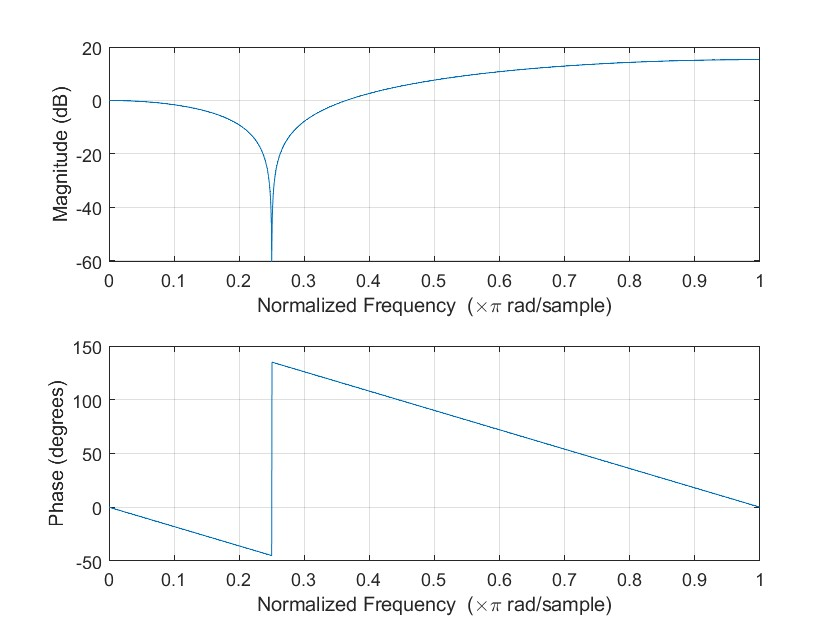 20
0
-20
-40
-60
Magnitude (dB)
0 0.1 0.2 0.3 0.4 0.5 0.6 0.7 0.8 0.9 1
Normalized Frequency (×π rad/sample)
150
100
50
0
-50
Phase (degrees)
0 0.1 0.2 0.3 0.4 0.5 0.6 0.7 0.8 0.9 1
Normalized Frequency (×π rad/sample)